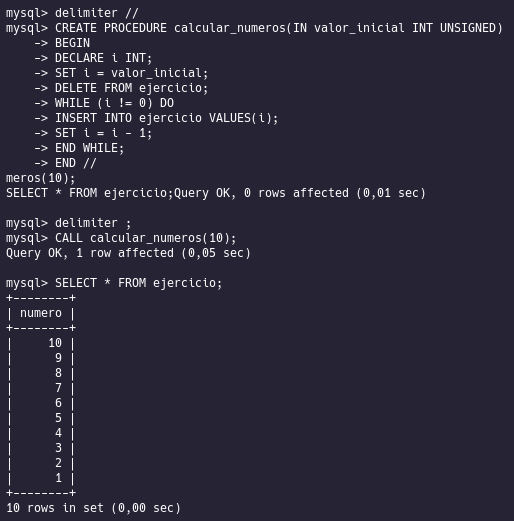 mysql> delimiter //
mysql> CREATE PROCEDURE calcular_numeros(IN valor_inicial INT UNSIGNED)
    -> BEGIN
    -> DECLARE i INT;
    -> SET i = valor_inicial;
    -> DELETE FROM ejercicio;
    -> WHILE (i != 0) DO
    -> INSERT INTO ejercicio VALUES(i);
    -> SET i = i - 1;
    -> END WHILE;
    -> END //
meros(10);
SELECT * FROM ejercicio;Query OK, 0 rows affected (0,01 sec)

mysql> delimiter ;
mysql> CALL calcular_numeros(10);
Query OK, 1 row affected (0,05 sec)

mysql> SELECT * FROM ejercicio;
+--------+
| numero |
+--------+
|     10 |
|      9 |
|      8 |
|      7 |
|      6 |
|      5 |
|      4 |
|      3 |
|      2 |
|      1 |
+--------+
10 rows in set (0,00 sec)